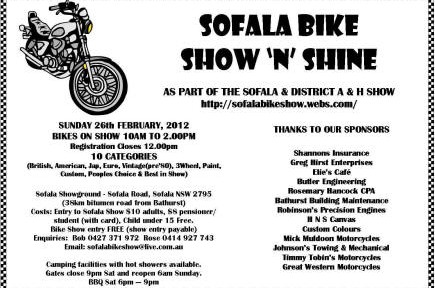 SOFALA BIKE
SHOW 'N' SHINE
AS PART OF THE SOFALA & DISTRICT A & H SHOW
http://sofalabikeshow.webs.com/
SUNDAY 26th FEBRUARY, 2012
BIKES ON SHOW 10AM TO 2.00PM
Registration Closes 12.00pm
10 CATEGORIES
(British, American, Jap, Euro, Vintage(pre'80), 3Wheel, Paint,
Custom, Peoples Choice & Best in Show)
Sofala Showground - Sofala Road, Sofala NSW 2795
(38km bitumen road from Bathurst)
Costs: Entry to Sofala Show $10 adults, $8 pensioner/
student (with card), Child under 15 Free.
Bike Show entry FREE (show entry payable)
Enquiries: Bob 0427 371 972 Rose 0414 927 743
Email: sofalabikeshow@live.com.au
Camping facilities with hot showers available.
Gates close 9pm Sat and reopen 6am Sunday.
BBQ Sat 6pm — 9pm
THANKS TO OUR SPONSORS
Shannons Insurance
Greg Hirst Enterprises
Elie's Café
Butler Engineering
Rosemary Hancock CPA
Bathurst Building Maintenance
Robinson's Precision Engines
H N S Canvas
Custom Colours
Mick Muldoon Motorcycles
Johnson's Towing & Mechanical
Timmy Tobin's Motorcycles
Great Western Motorcycles